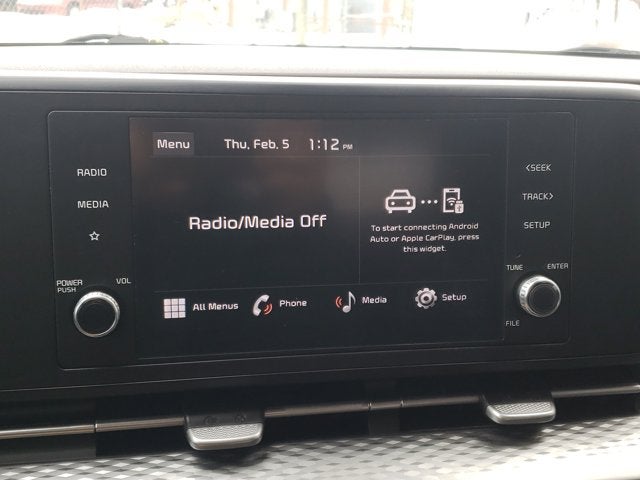 Menu Thu, Feb. 5 1:12 PM
RADIO
MEDIA
POWER
PUSH
VOL
Radio/Media Off
To start connecting Android
Auto or Apple CarPlay, press
this widget.
All Menus Phone Media Setup
<SEEK
TRACK>
SETUP
TUNE
ENTER
FILE